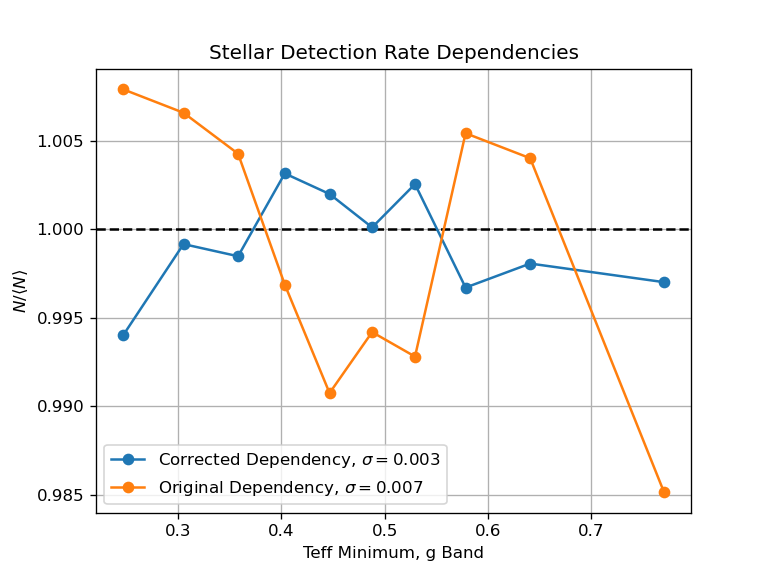 Stellar Detection Rate Dependencies
N/⟨N⟩
1.005
1.000
0.995
0.990
0.985
Corrected Dependency, σ = 0.003
Original Dependency, σ = 0.007
0.3 0.4 0.5 0.6 0.7
Teff Minimum, g Band